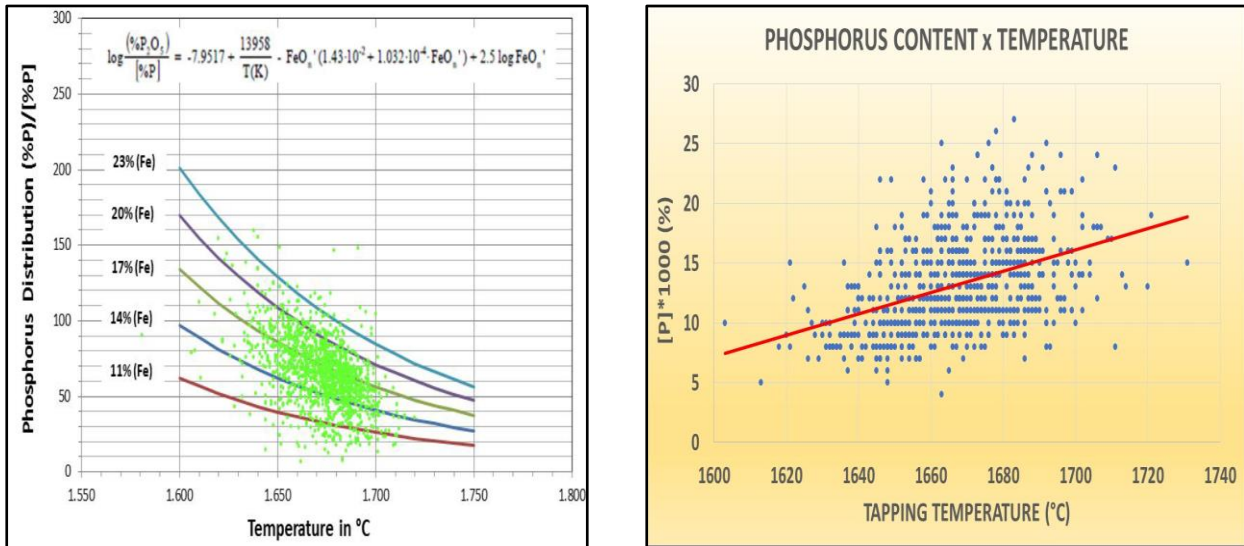 300
log (%P₂O₅)/[%P] = -7.9517 + 13958/T(K) - FeOₙ' (1.43·10⁻² + 1.032·10⁻⁴·FeOₙ') + 2.5 log FeOₙ'
250
200
150
100
50
0
23% (Fe)
20% (Fe)
17% (Fe)
14% (Fe)
11% (Fe)
Phosphorus Distribution (%P)/[%P]
1.550 1.600 1.650 1.700 1.750 1.800
Temperature in °C
PHOSPHORUS CONTENT x TEMPERATURE
30
25
20
15
10
5
0
[P]*1000 (%)
1600 1620 1640 1660 1680 1700 1720 1740
TAPPING TEMPERATURE (°C)